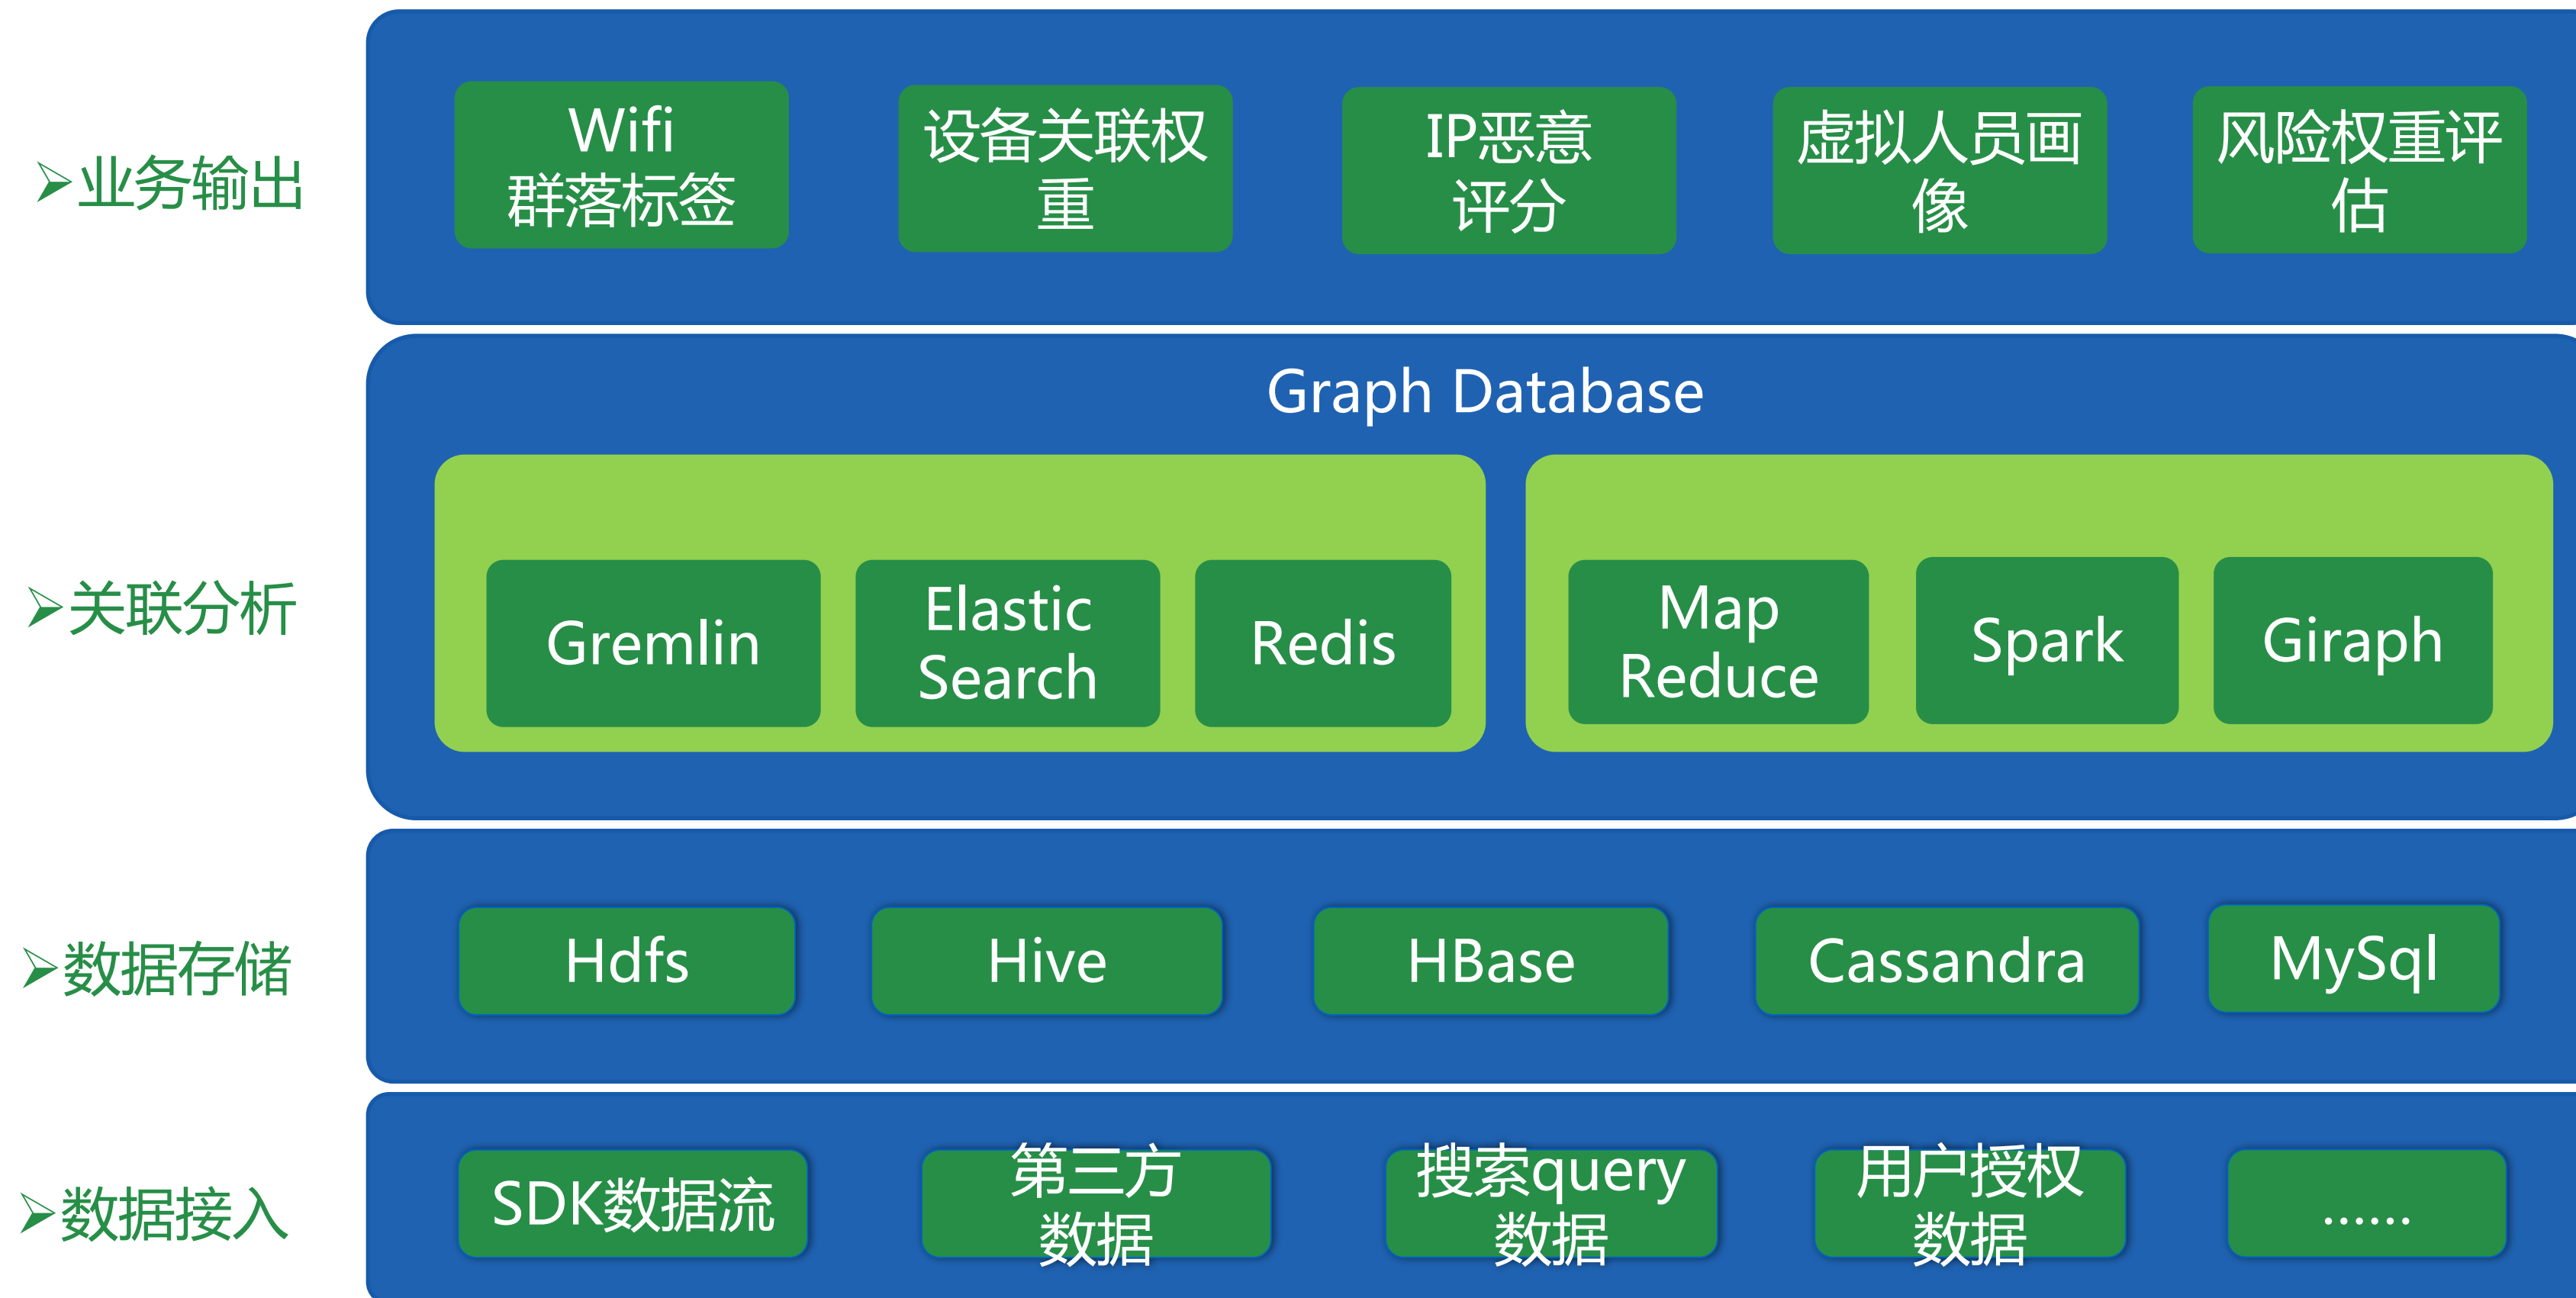 业务输出
Wifi
群落标签
设备关联权
重
IP恶意
评分
虚拟人员画
像
风险权重评
估
关联分析
Graph Database
Gremlin
Elastic
Search
Redis
Map
Reduce
Spark
Giraph
数据存储
Hdfs
Hive
HBase
Cassandra
MySql
数据接入
SDK数据流
第三方
数据
搜索query
数据
用户授权
数据
......